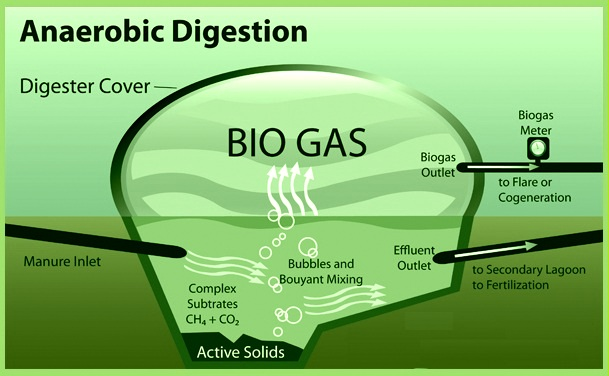 Anaerobic Digestion
Digester Cover
BIO GAS
Biogas
Meter
Biogas
Outlet
to Flare or
Cogeneration
Manure Inlet
Bubbles and
Bouyant Mixing
Effluent
Outlet
to Secondary Lagoon
to Fertilization
Complex
Subtrates
CH₄ + CO₂
Active Solids